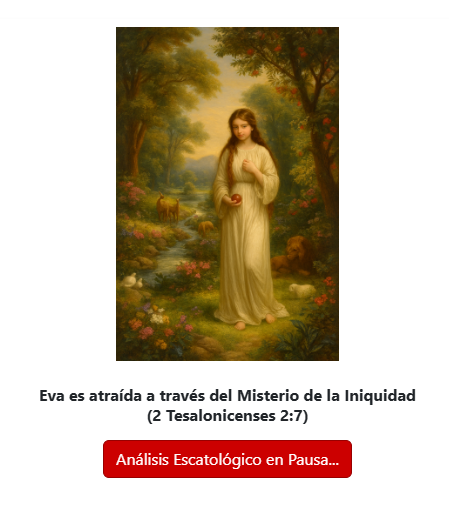 Eva es atraída a través del Misterio de la Iniquidad
(2 Tesalonicenses 2:7)
Análisis Escatológico en Pausa...